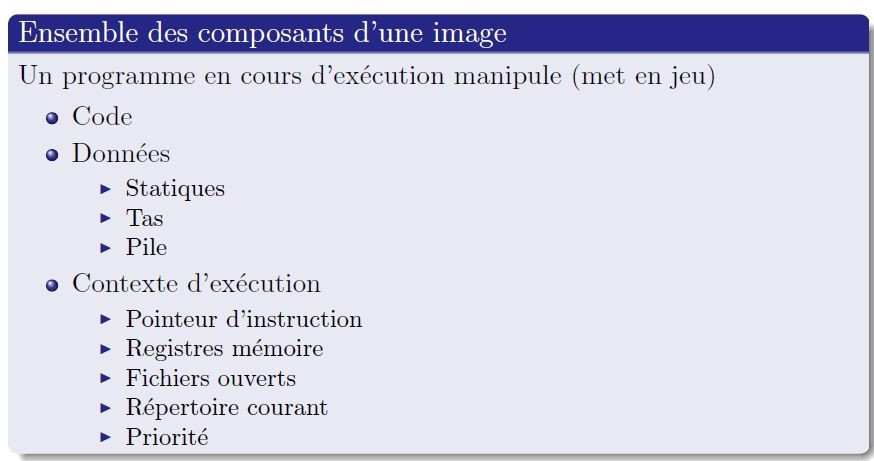 Ensemble des composants d'une image
Un programme en cours d'exécution manipule (met en jeu)
Code
Données
Statiques
Tas
Pile
Contexte d'exécution
Pointeur d'instruction
Registres mémoire
Fichiers ouverts
Répertoire courant
Priorité